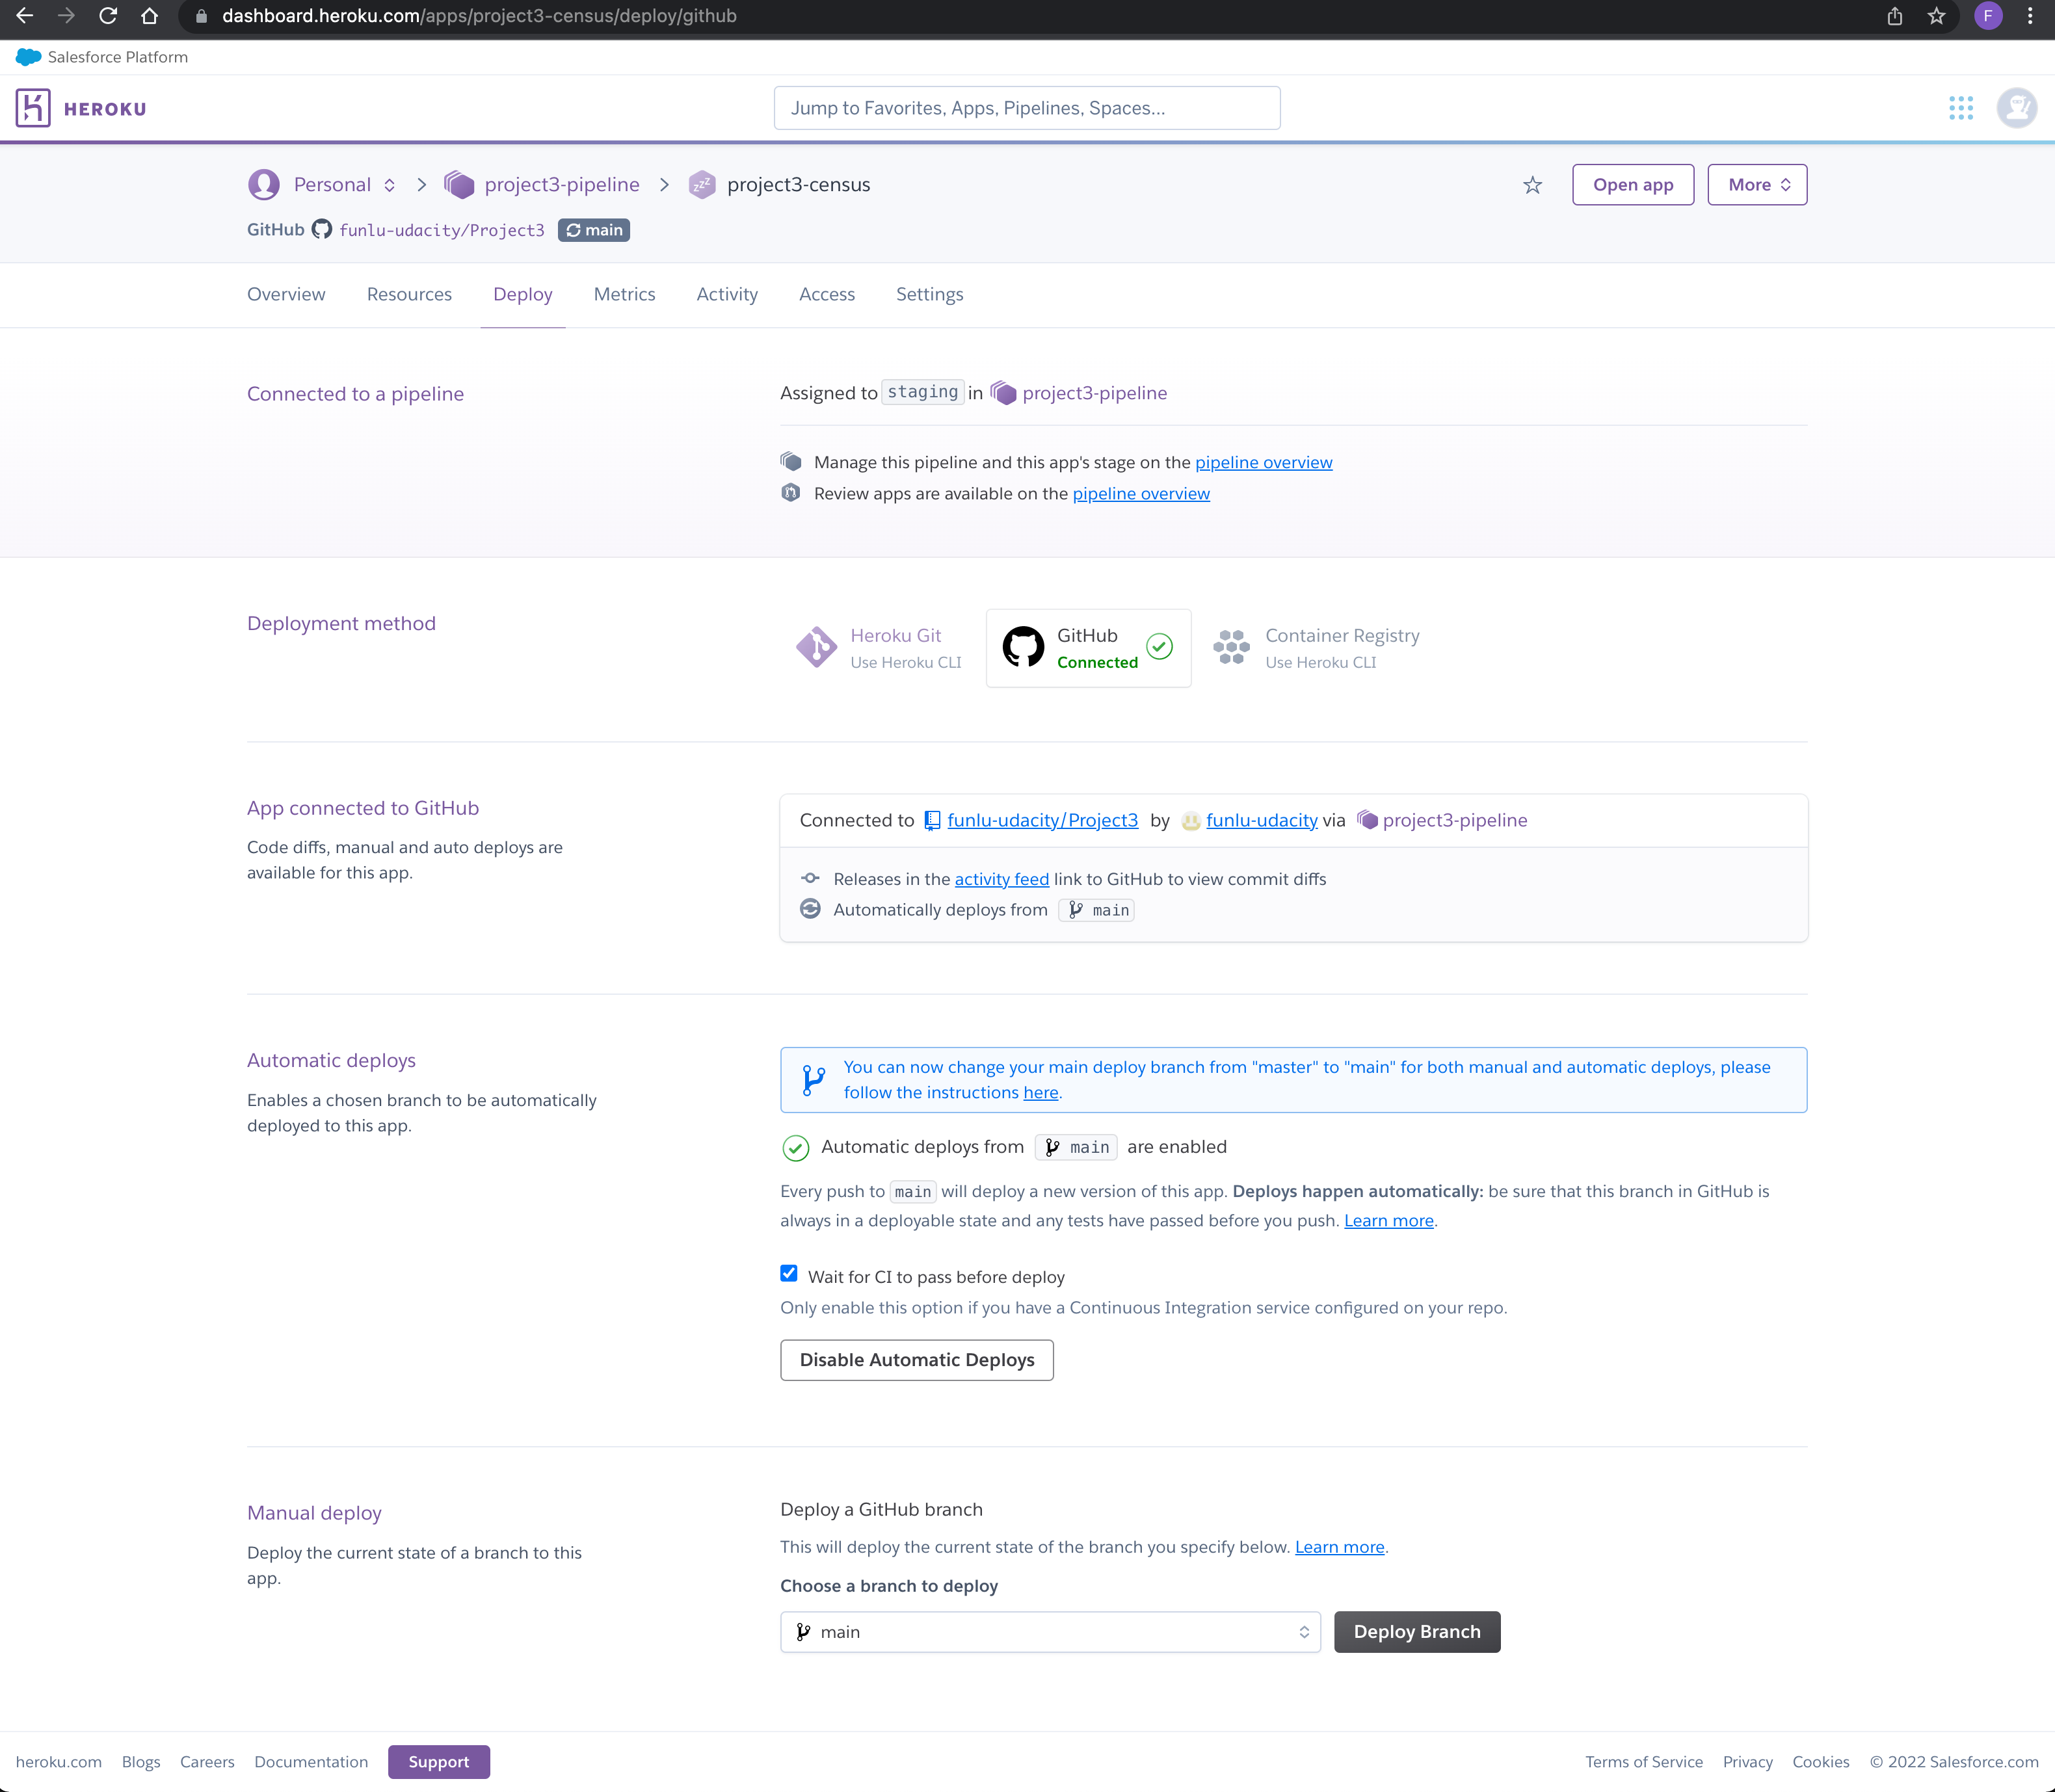 dashboard.heroku.com/apps/project3-census/deploy/github
F
Salesforce Platform
HEROKU
Jump to Favorites, Apps, Pipelines, Spaces...
Personal project3-pipeline zzz project3-census
Open app
More
GitHub funlu-udacity/Project3 main
Overview Resources Deploy Metrics Activity Access Settings
Connected to a pipeline
Assigned to staging in project3-pipeline
Manage this pipeline and this app's stage on the pipeline overview
Review apps are available on the pipeline overview
Deployment method
Heroku Git
Use Heroku CLI
GitHub
Connected
Container Registry
Use Heroku CLI
App connected to GitHub
Code diffs, manual and auto deploys are
available for this app.
Connected to funlu-udacity/Project3 by funlu-udacity via project3-pipeline
Releases in the activity feed link to GitHub to view commit diffs
Automatically deploys from main
Automatic deploys
Enables a chosen branch to be automatically
deployed to this app.
You can now change your main deploy branch from "master" to "main" for both manual and automatic deploys, please
follow the instructions here.
Automatic deploys from main are enabled
Every push to main will deploy a new version of this app. Deploys happen automatically: be sure that this branch in GitHub is
always in a deployable state and any tests have passed before you push. Learn more.
Wait for CI to pass before deploy
Only enable this option if you have a Continuous Integration service configured on your repo.
Disable Automatic Deploys
Manual deploy
Deploy the current state of a branch to this
app.
Deploy a GitHub branch
This will deploy the current state of the branch you specify below. Learn more.
Choose a branch to deploy
main
Deploy Branch
heroku.com Blogs Careers Documentation Support
Terms of Service Privacy Cookies © 2022 Salesforce.com